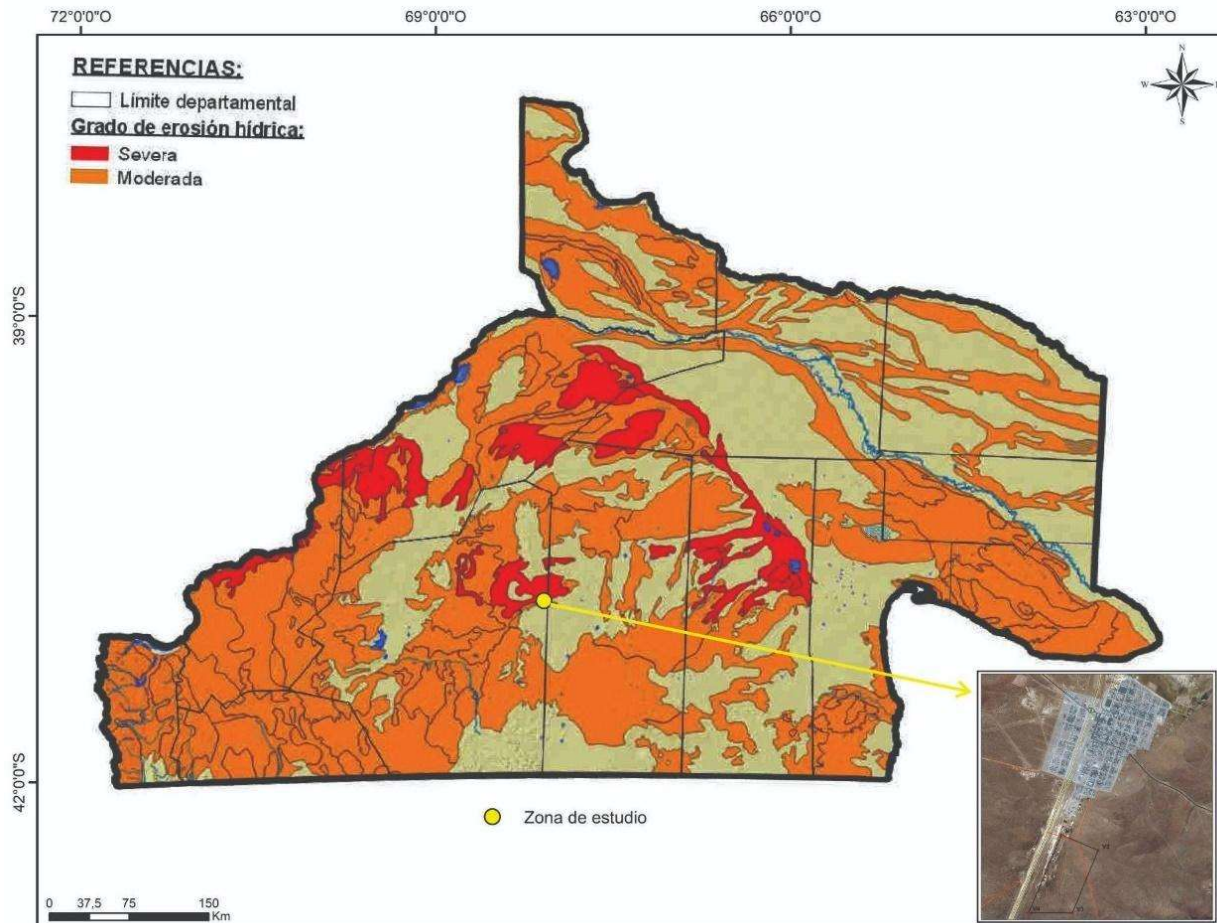 72°0'0"O 69°0'0"O 66°0'0"O 63°0'0"O
REFERENCIAS:
Límite departamental
Grado de erosión hídrica:
Severa
Moderada
N
W
S
39°0'0"S
42°0'0"S
Zona de estudio
0 37,5 75 150
Km